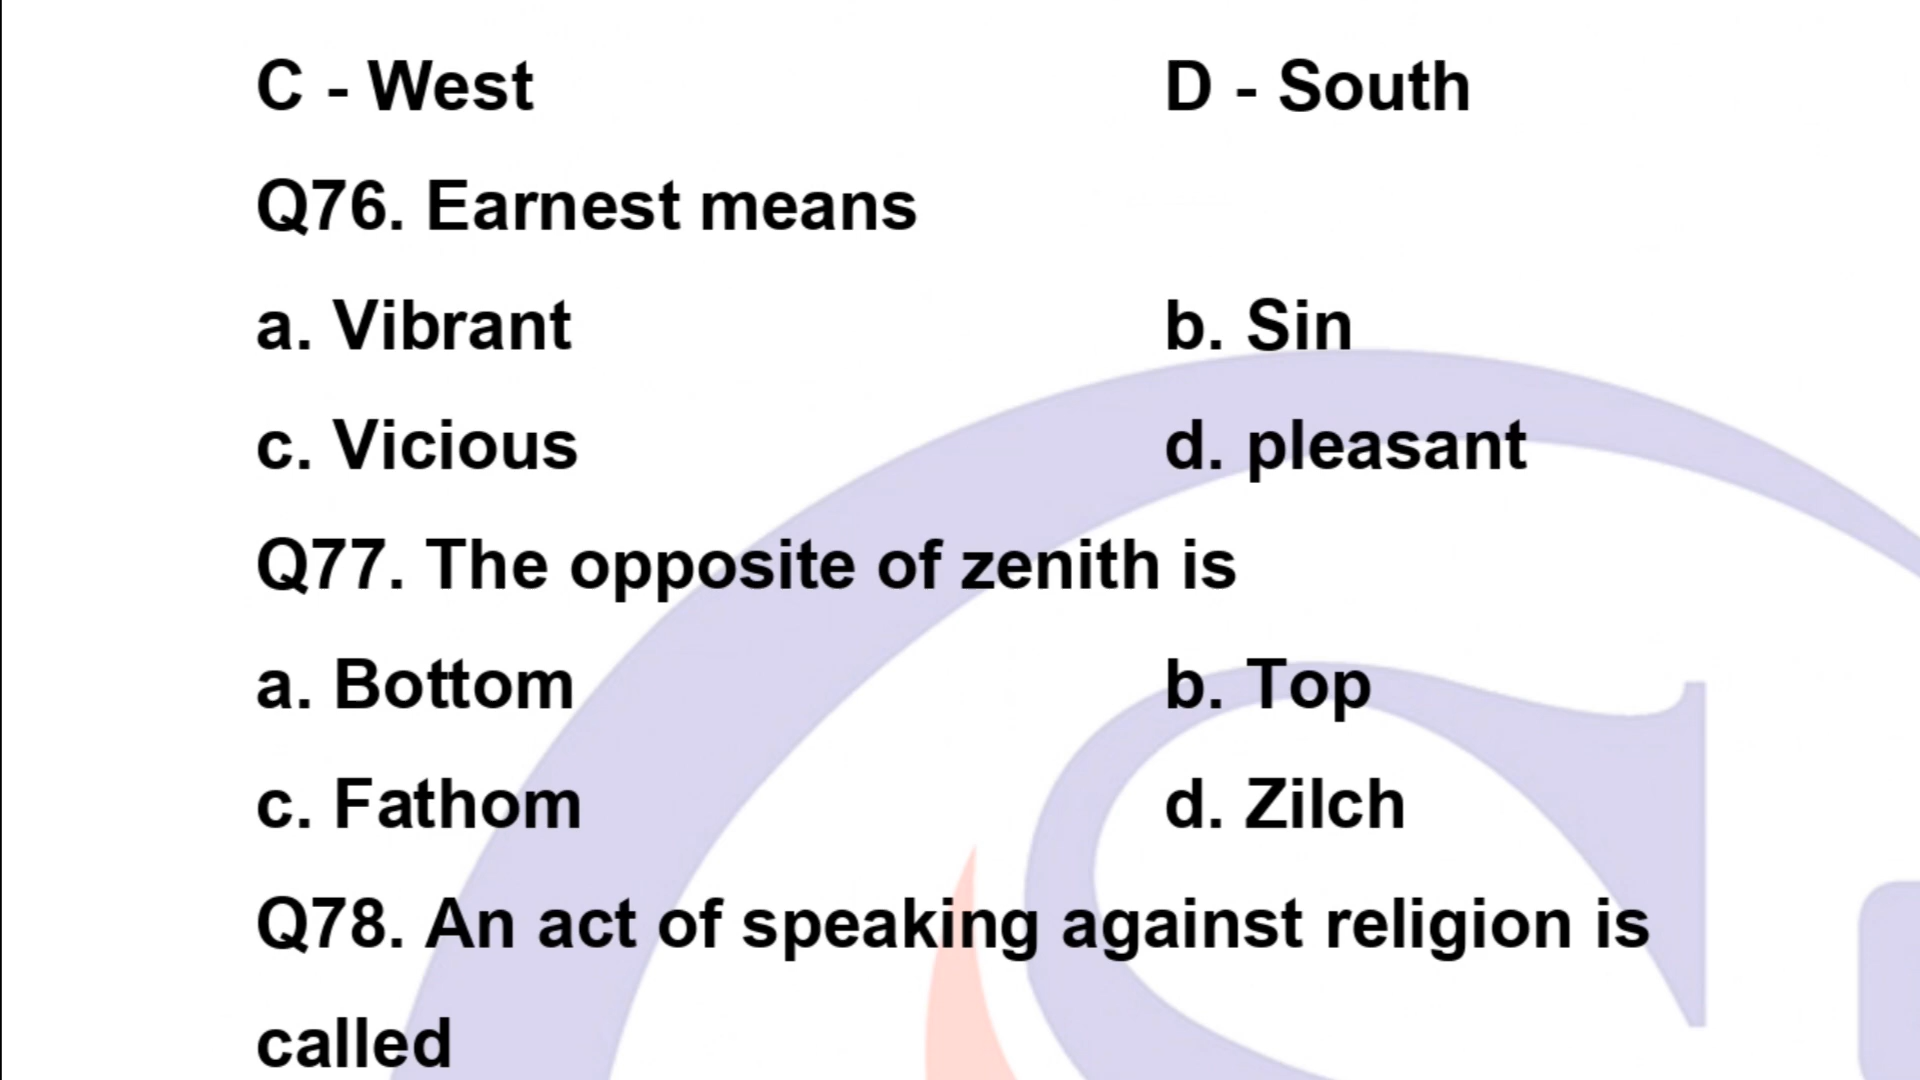 C - West D - South
Q76. Earnest means
a. Vibrant b. Sin
c. Vicious d. pleasant
Q77. The opposite of zenith is
a. Bottom b. Top
c. Fathom d. Zilch
Q78. An act of speaking against religion is
called